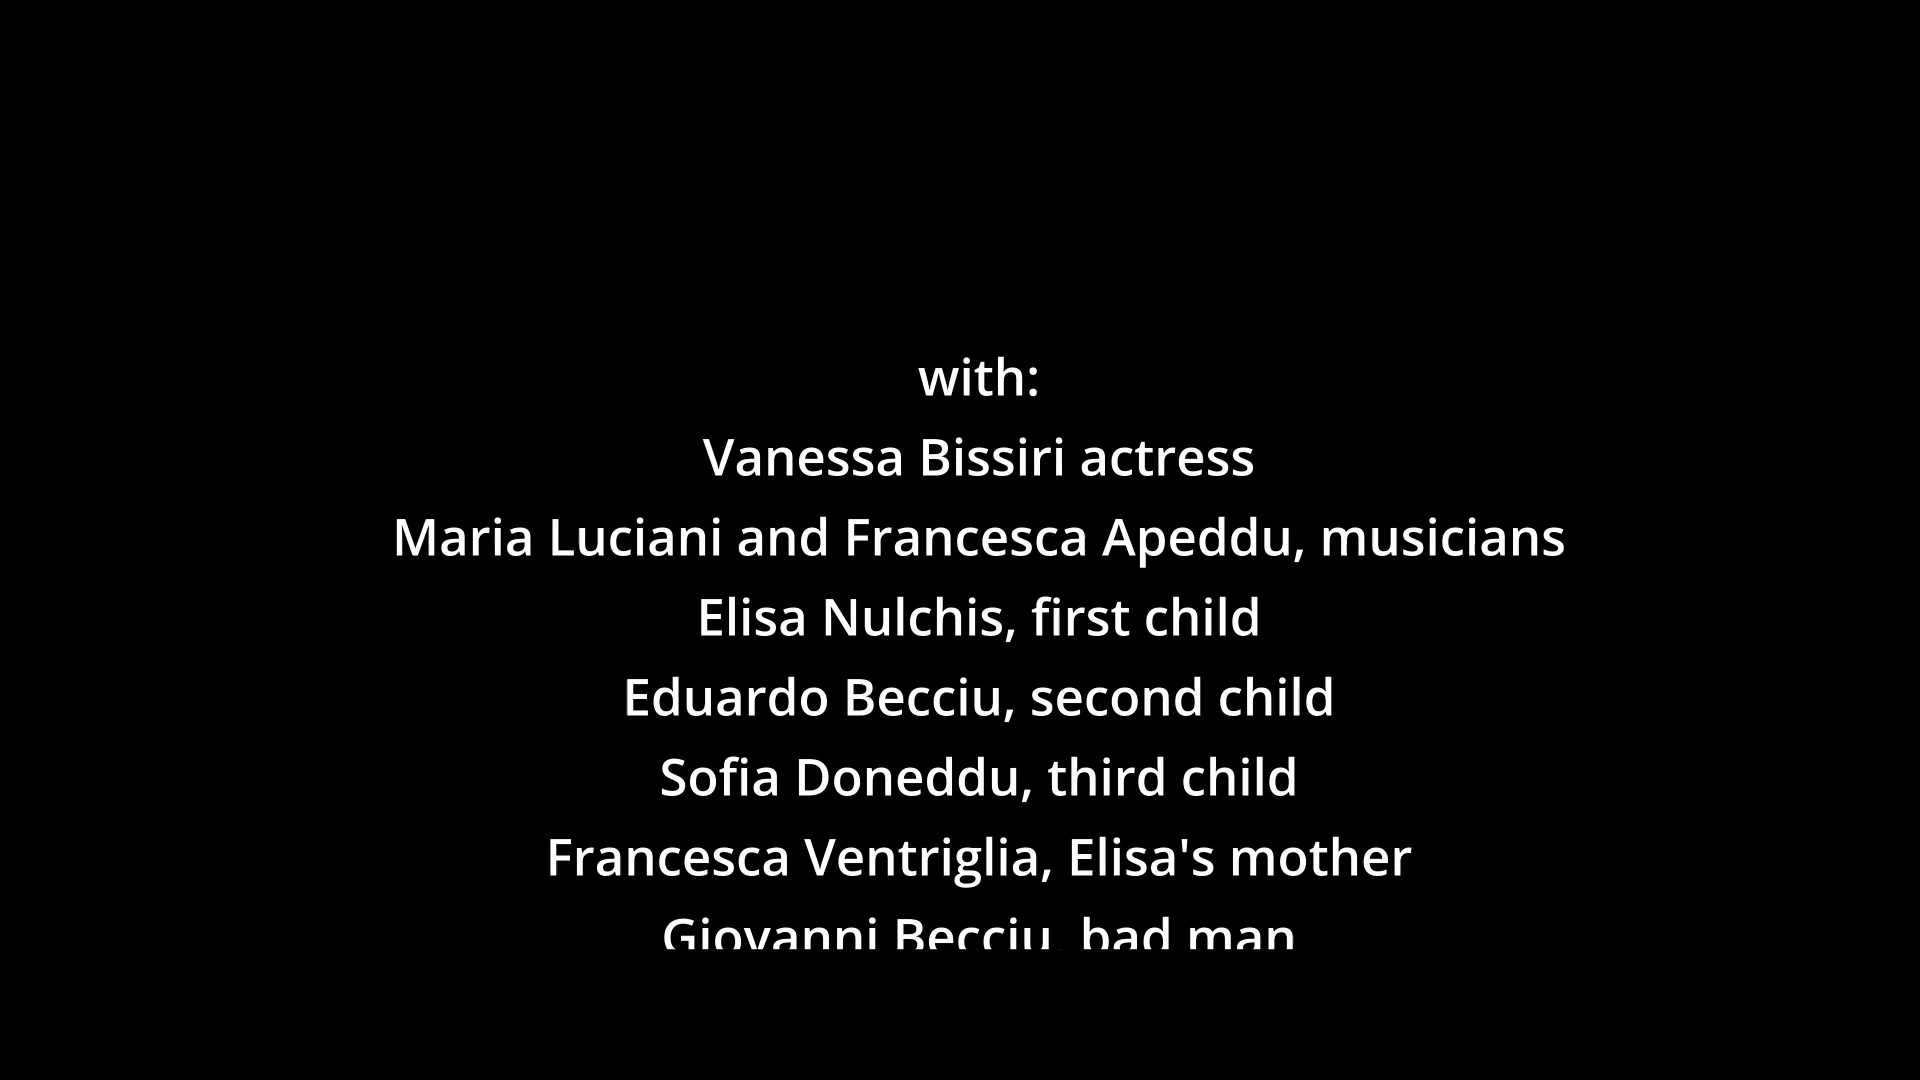 with:
Vanessa Bissiri actress
Maria Luciani and Francesca Apeddu, musicians
Elisa Nulchis, first child
Eduardo Becciu, second child
Sofia Doneddu, third child
Francesca Ventriglia, Elisa's mother
Giovanni Becciu, bad man